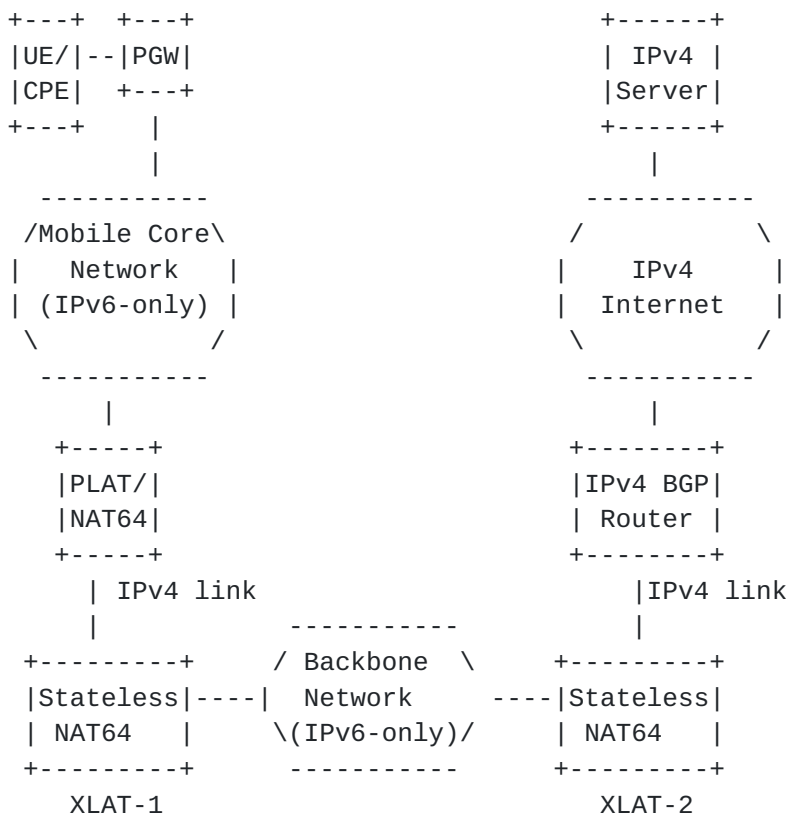 UE/ PGW IPv4
CPE Server
/Mobile Core\
Network IPv4
(IPv6-only) Internet
PLAT/ IPv4 BGP
NAT64 Router
IPv4 link IPv4 link
Backbone
Stateless Network Stateless
NAT64 (IPv6-only) NAT64
XLAT-1 XLAT-2